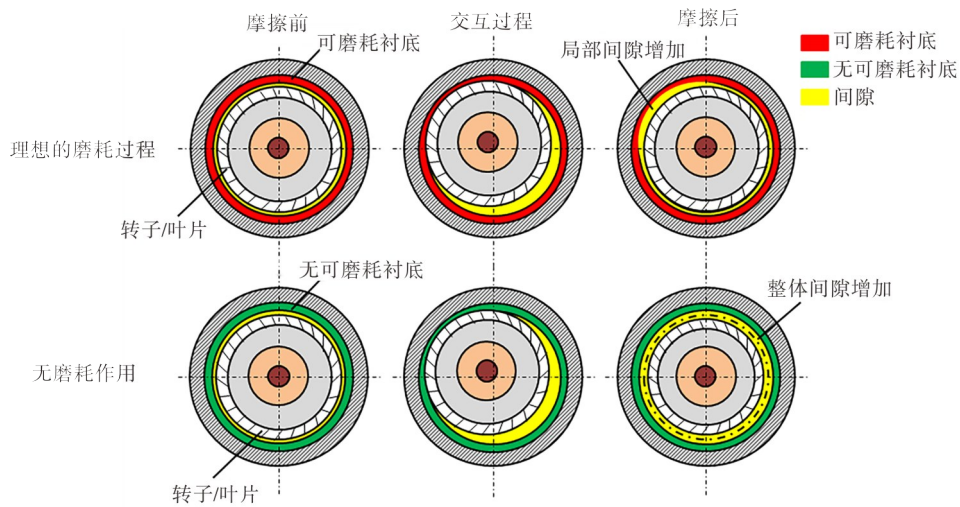 摩擦前
交互过程
摩擦后
可磨耗衬底
局部间隙增加
可磨耗衬底
无可磨耗衬底
间隙
理想的磨耗过程
转子/叶片
无可磨耗衬底
整体间隙增加
无磨耗作用
转子/叶片